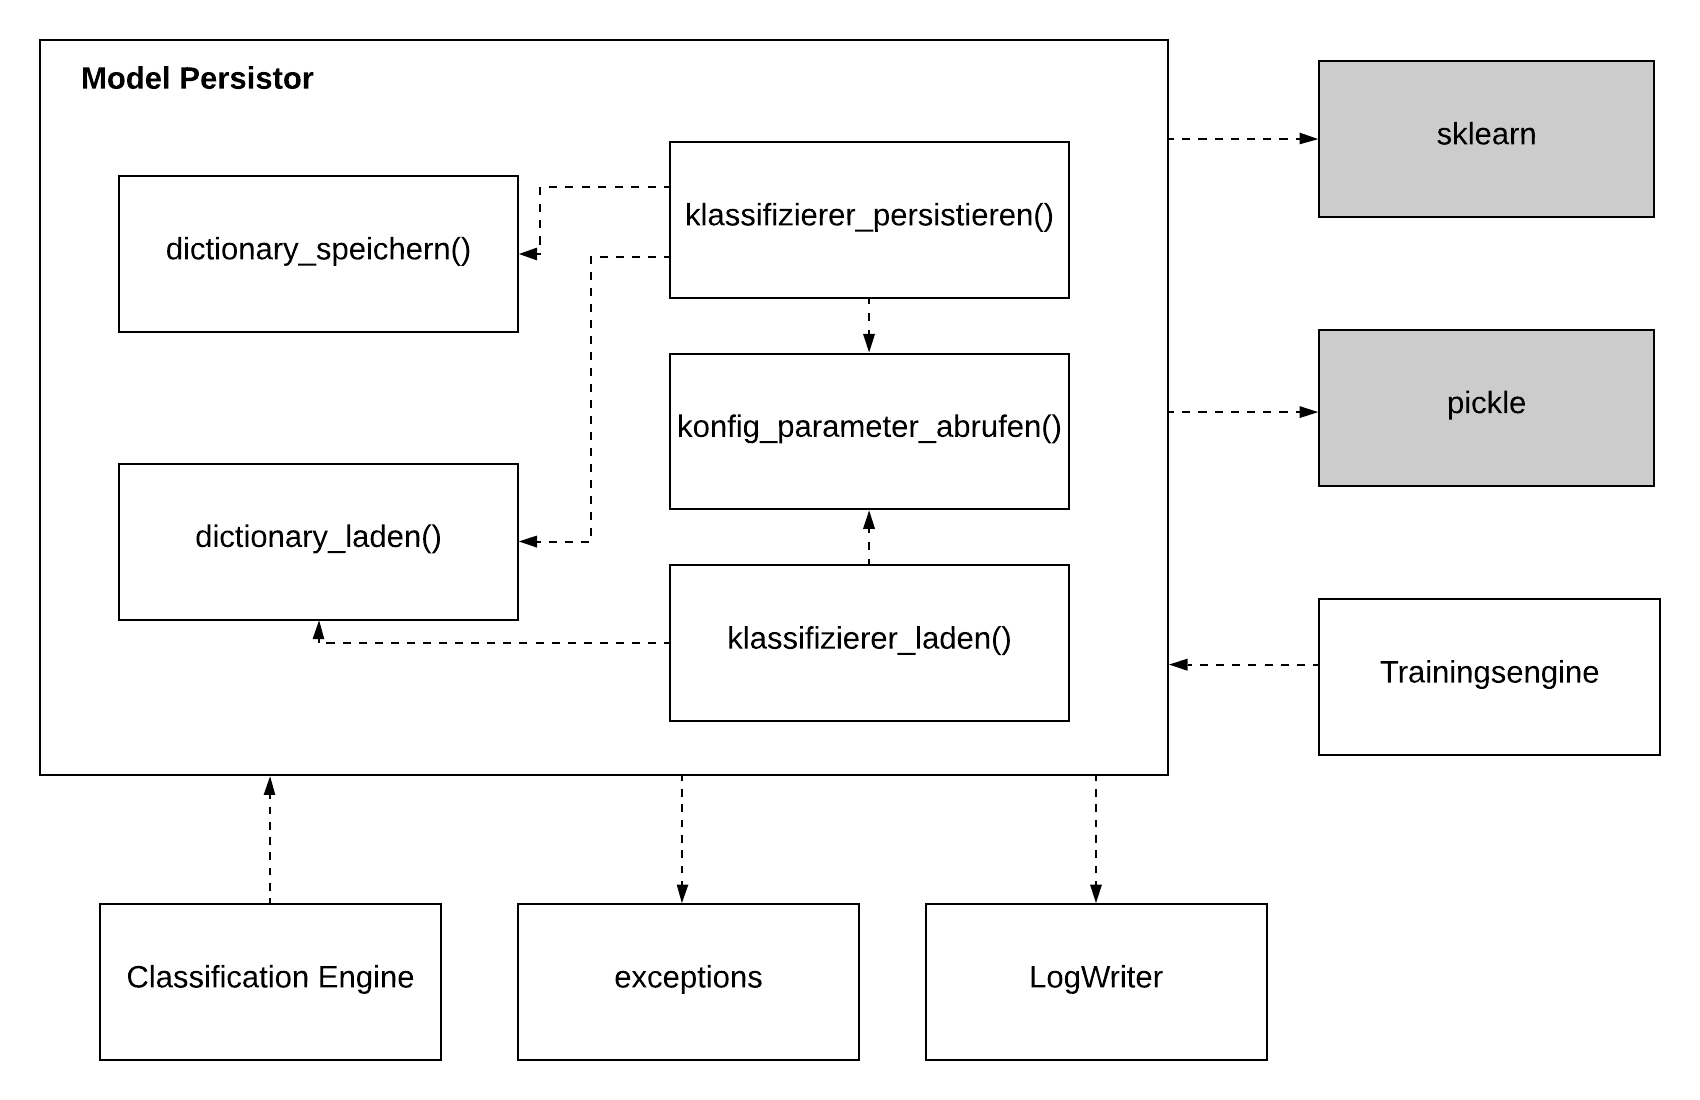 Model Persistor
sklearn
klassifizierer_persistieren()
dictionary_speichern()
pickle
konfig_parameter_abrufen()
dictionary_laden()
klassifizierer_laden()
Trainingsengine
Classification Engine
exceptions
LogWriter